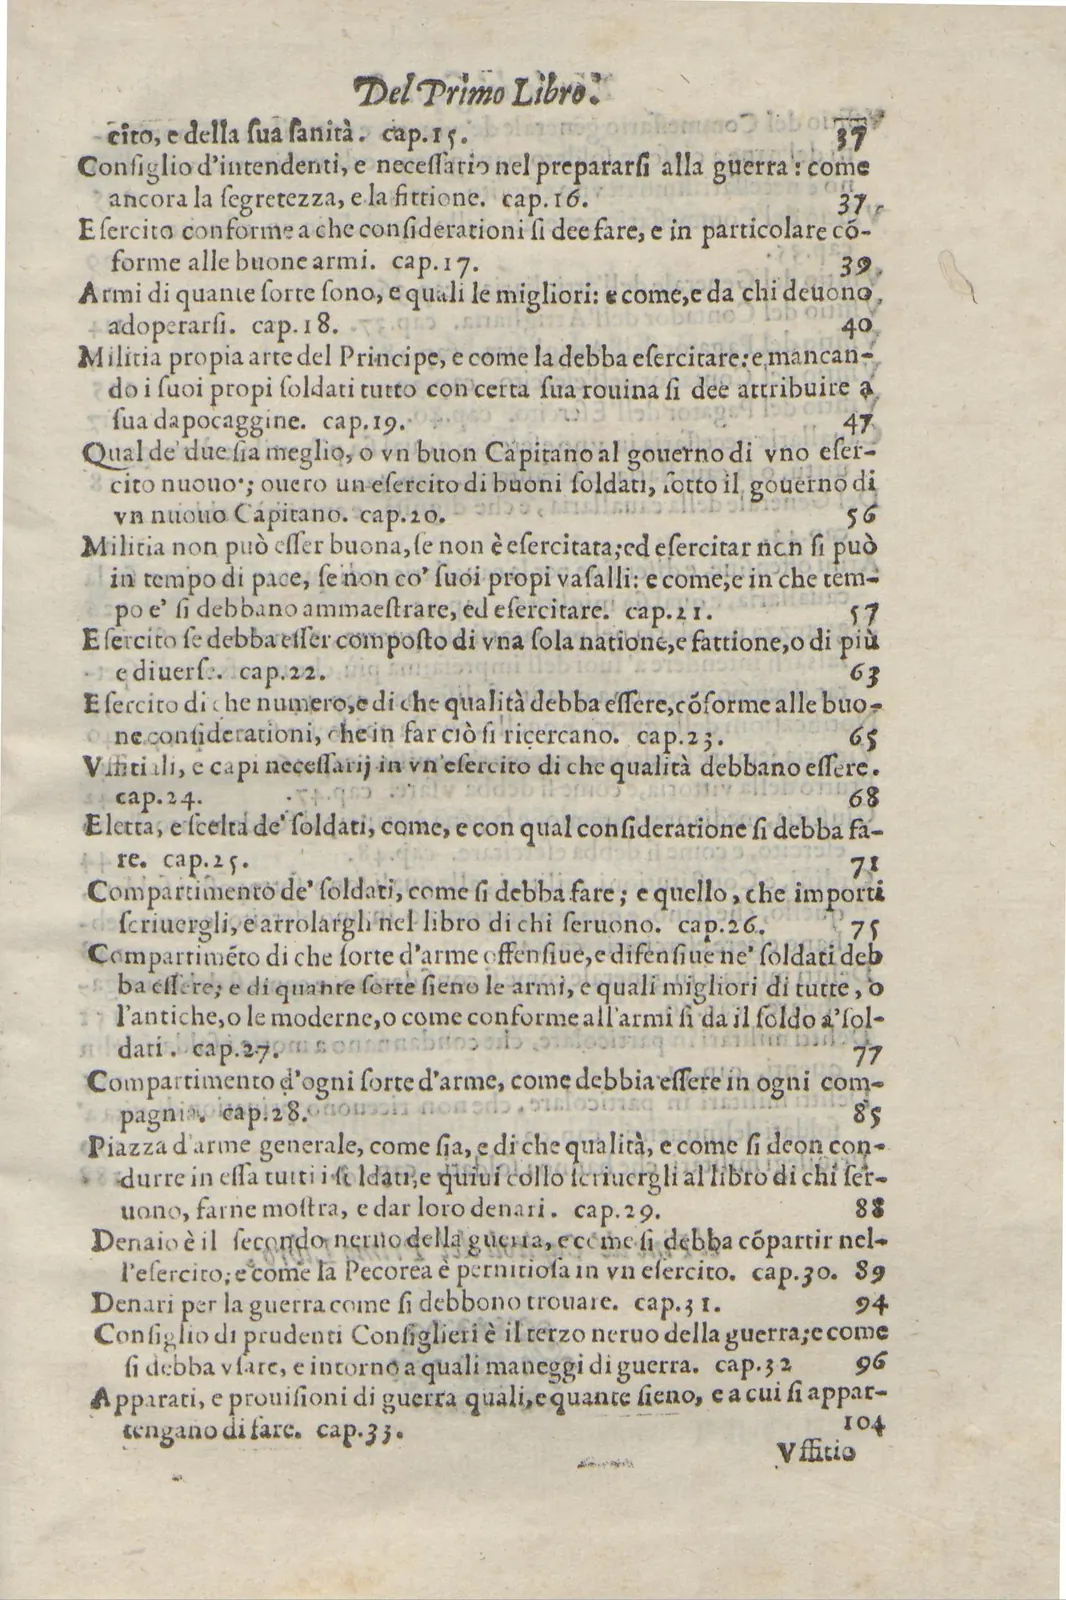 Del Primo Libro.
cito, e della sua sanità. cap.15. 37
Consiglio d'intendenti, e necessario nel prepararsi alla guerra: come
ancora la segretezza, e la fittione. cap.16. 37
Esercito conforme a che considerationi si dee fare, e in particolare cõ-
forme alle buone armi. cap.17. 39
Armi di quante sorte sono, e quali le migliori: e come, e da chi deuono
adoperarsi. cap.18. 40
Militia propia arte del Principe, e come la debba esercitare: e mancan-
do i suoi propi soldati tutto con certa sua rouina si dee attribuire a
sua dapocaggine. cap.19. 47
Qual de' due sia meglio, o vn buon Capitano al gouerno di vno eser-
cito nuouo; ouero un esercito di buoni soldati, sotto il gouerno di
vn nuouo Capitano. cap.20. 56
Militia non può esser buona, se non è esercitata; ed esercitar non si può
in tempo di pace, se non co' suoi propi vasalli: e come, e in che tem-
po e' si debbano ammaestrare, ed esercitare. cap.21. 57
Esercito se debba esser composto di vna sola natione, e fattione, o di più
e diuerse. cap.22. 63
Esercito di che numero, e di che qualità debba essere, cõforme alle buo-
ne considerationi, che in far ciò si ricercano. cap.23. 65
Vffitiali, e capi necessarij in vn'esercito di che qualità debbano essere.
cap.24. 68
Eletta, e scelta de' soldati, come, e con qual consideratione si debba fa-
re. cap.25. 71
Compartimento de' soldati, come si debba fare; e quello, che importi
scriuergli, e arrolargli nel libro di chi seruono. cap.26. 75
Compartiméto di che sorte d'arme offensiue, e difensiue ne' soldati deb
ba essere; e di quante sorte sieno le armi, e quali migliori di tutte, o
l'antiche, o le moderne, o come conforme all'armi si da il soldo a' sol-
dati. cap.27. 77
Compartimento d'ogni sorte d'arme, come debbia essere in ogni com-
pagnia. cap.28. 85
Piazza d'arme generale, come sia, e di che qualità, e come si deon con-
durre in essa tutti i soldati, e quiui collo scriuergli al libro di chi ser-
uono, farne mostra, e dar loro denari. cap.29. 88
Denaio è il secondo neruo della guerra, e come si debba cõpartir nel-
l'esercito; e come la Pecorea è pernitiosa in vn esercito. cap.30. 89
Denari per la guerra come si debbono trouare. cap.31. 94
Consiglio di prudenti Consiglieri è il terzo neruo della guerra; e come
si debba vsare, e intorno a quali maneggi di guerra. cap.32 96
Apparati, e prouisioni di guerra quali, e quante sieno, e a cui si appar-
tengano di fare. cap.33. 104
Vffitio